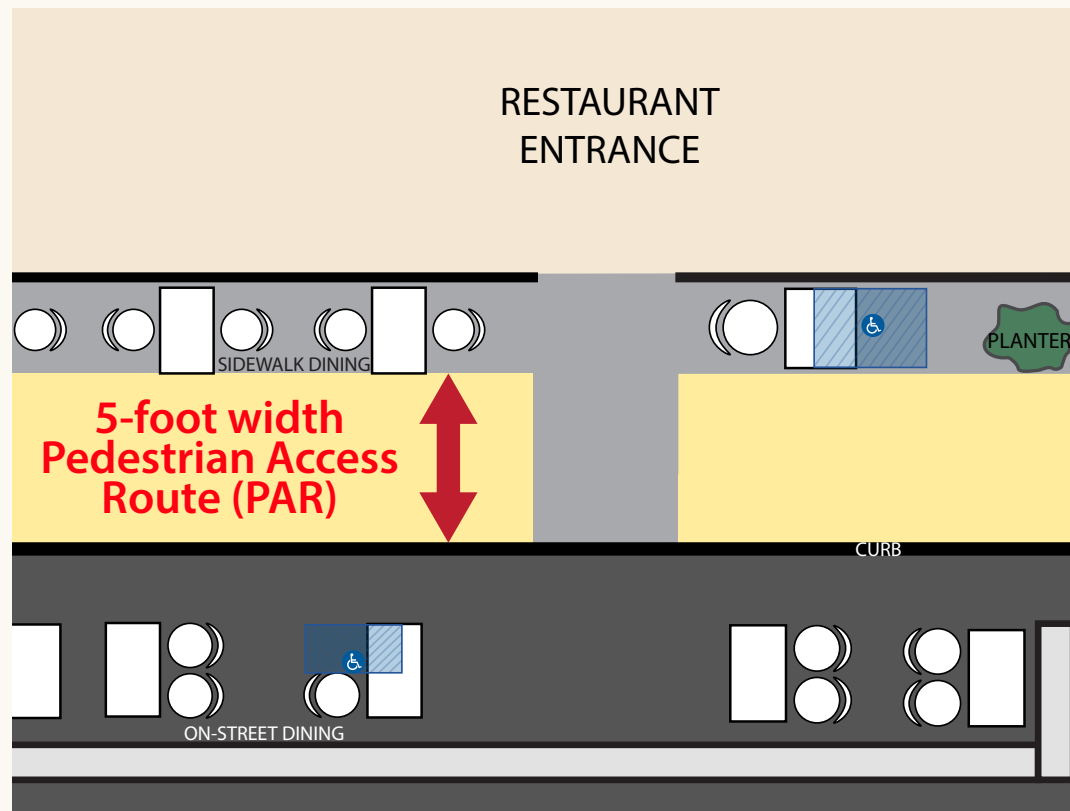 RESTAURANT
ENTRANCE
SIDEWALK DINING
PLANTER
5-foot width
Pedestrian Access
Route (PAR)
CURB
ON-STREET DINING